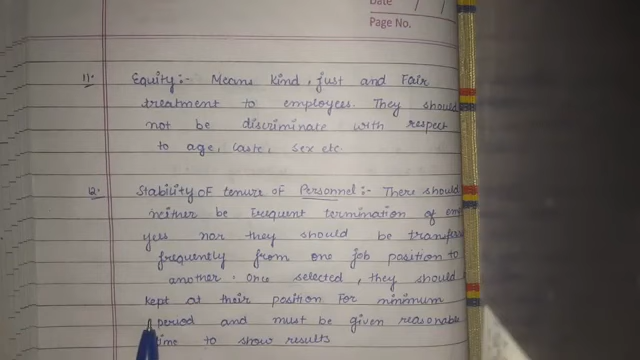 Date / /
Page No.
11. Equity :- Means Kind, just and Fair
treatment to employees. They should
not be discriminate with respect
to age, caste, sex etc.
12. Stability of tenure of Personnel :- There should
neither be frequent termination of emp
yees nor they should be transfe
frequently from one job position to
another. Once selected, they should
kept at their position For minimum
period and must be given reasonable
time to show results